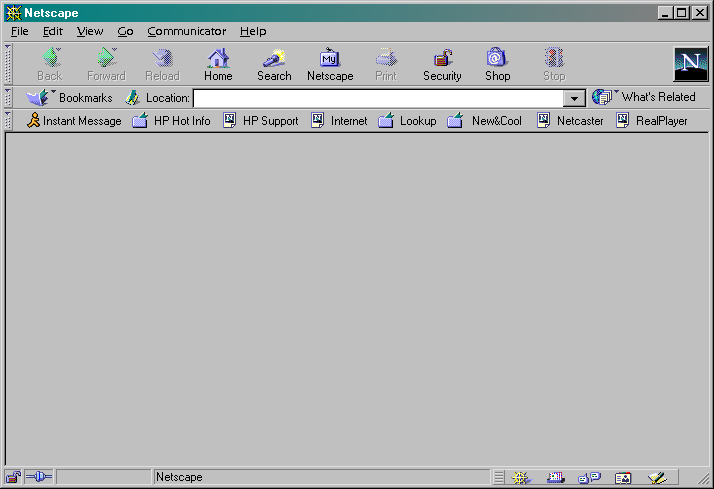 Netscape
File Edit View Go Communicator Help
My N
Back Forward Reload Home Search Netscape Print Security Shop Stop
Bookmarks Location: What's Related
Instant Message HP Hot Info HP Support Internet Lookup New&Cool Netcaster RealPlayer
Netscape